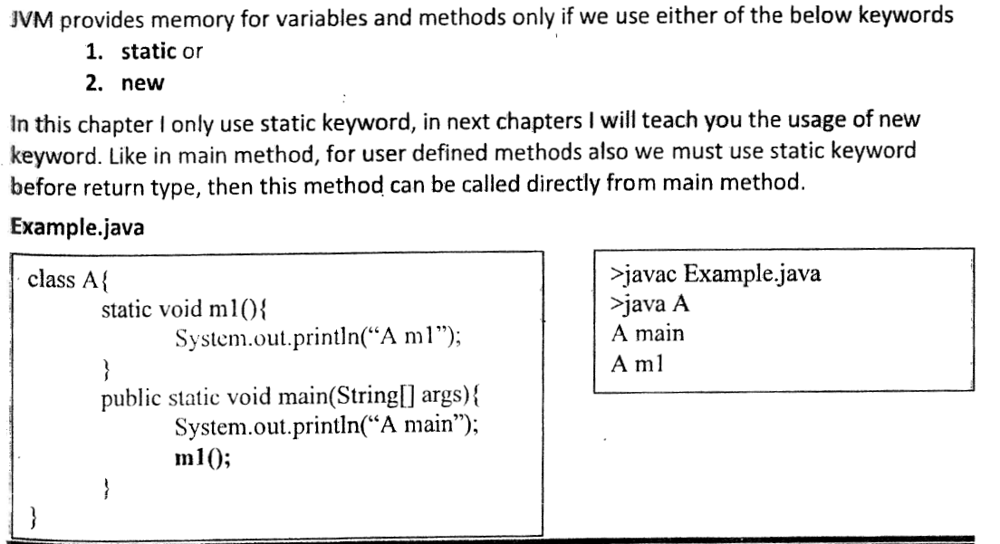 JVM provides memory for variables and methods only if we use either of the below keywords
1. static or
2. new
In this chapter I only use static keyword, in next chapters I will teach you the usage of new
keyword. Like in main method, for user defined methods also we must use static keyword
before return type, then this method can be called directly from main method.
Example.java
class A{
static void m1(){
System.out.println(“A m1”);
}
public static void main(String[] args){
System.out.println(“A main”);
m1();
}
}
>javac Example.java
>java A
A main
A m1